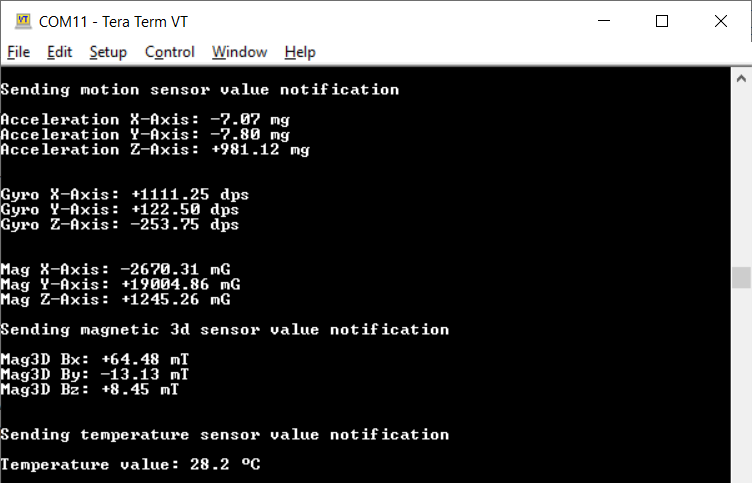 COM11 - Tera Term VT
File Edit Setup Control Window Help
Sending motion sensor value notification
Acceleration X-Axis: -7.07 mg
Acceleration Y-Axis: -7.80 mg
Acceleration Z-Axis: +981.12 mg
Gyro X-Axis: +1111.25 dps
Gyro Y-Axis: +122.50 dps
Gyro Z-Axis: -253.75 dps
Mag X-Axis: -2670.31 mG
Mag Y-Axis: +19004.86 mG
Mag Z-Axis: +1245.26 mG
Sending magnetic 3d sensor value notification
Mag3D Bx: +64.48 mT
Mag3D By: -13.13 mT
Mag3D Bz: +8.45 mT
Sending temperature sensor value notification
Temperature value: 28.2 ºC